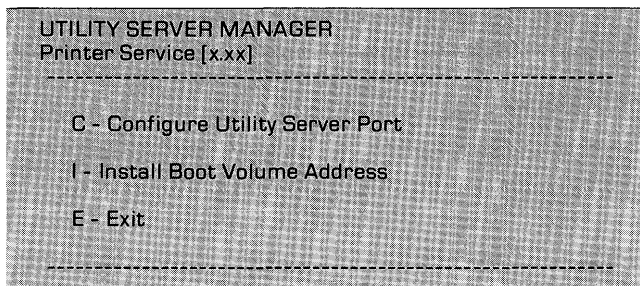 UTILITY SERVER MANAGER
Printer Service [x.xx]
C - Configure Utility Server Port
I - Install Boot Volume Address
E - Exit